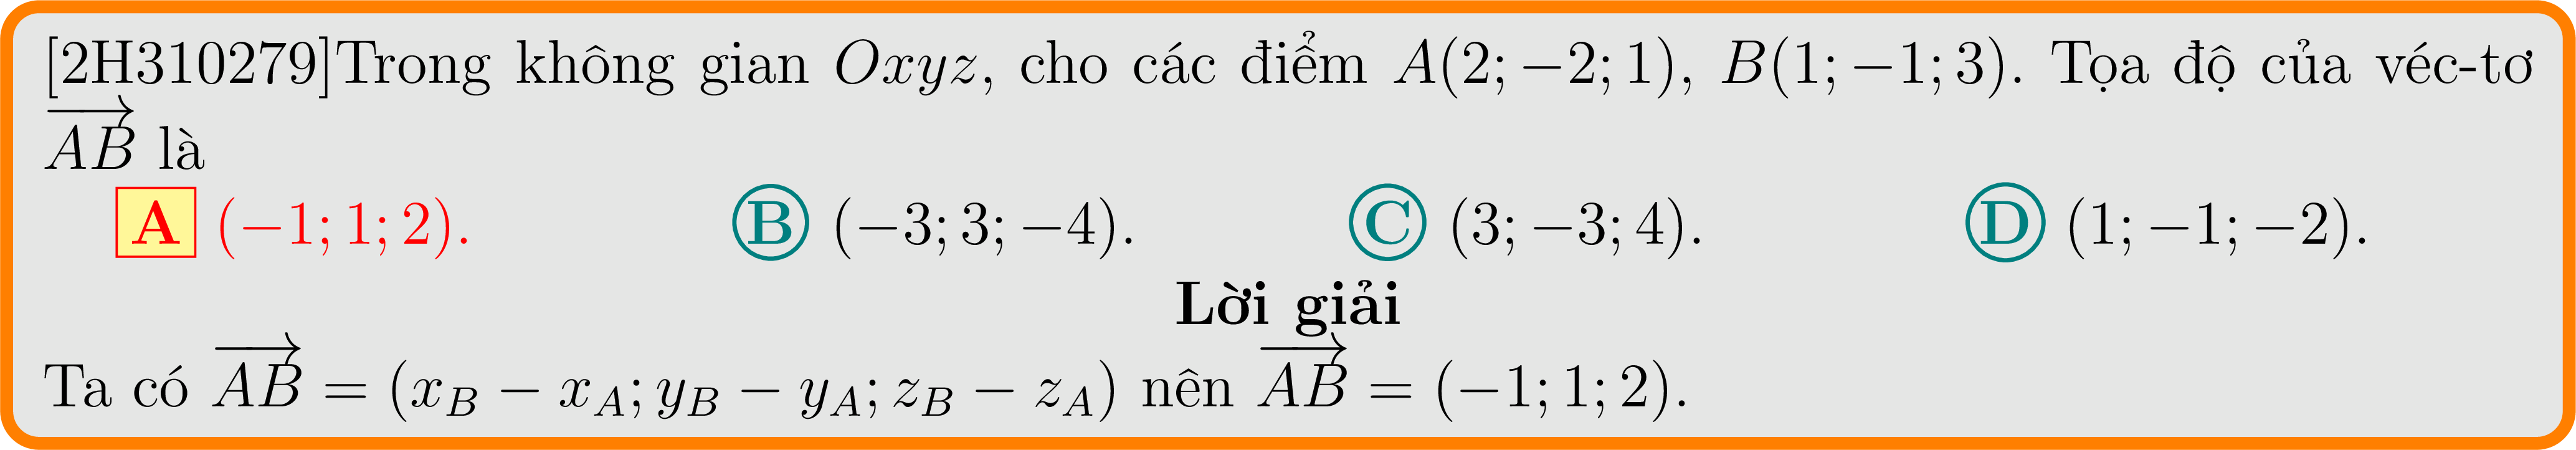 [2H310279]Trong không gian Oxyz, cho các điểm A(2; −2; 1), B(1; −1; 3). Tọa độ của véc-tơ
$\overrightarrow{AB}$ là
A (−1; 1; 2). B (−3; 3; −4). C (3; −3; 4). D (1; −1; −2).
Lời giải
Ta có $\overrightarrow{AB} = (x_B − x_A; y_B − y_A; z_B − z_A)$ nên $\overrightarrow{AB} = (−1; 1; 2)$.